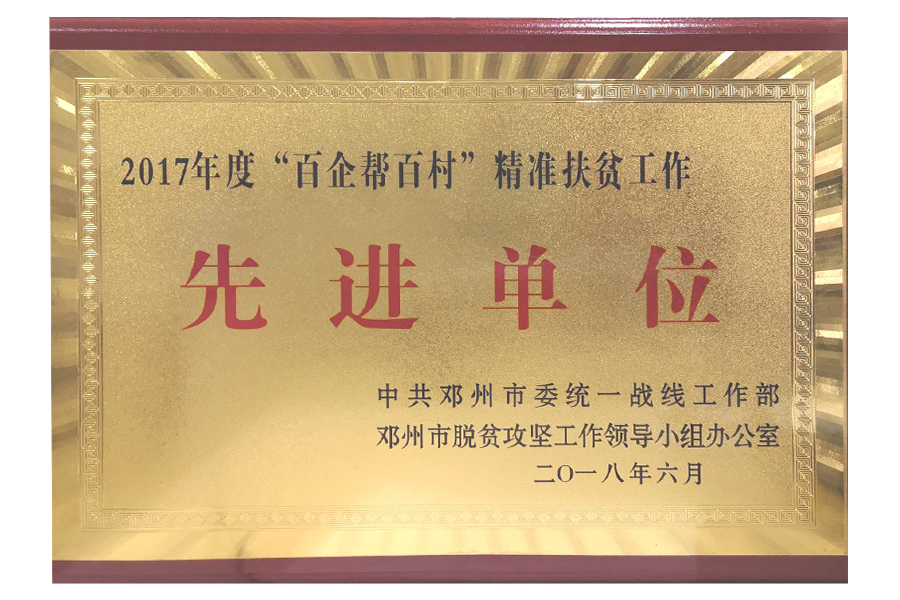 2017年度“百企帮百村”精准扶贫工作
先进单位
中共邓州市委统一战线工作部
邓州市脱贫攻坚工作领导小组办公室
二〇一八年六月